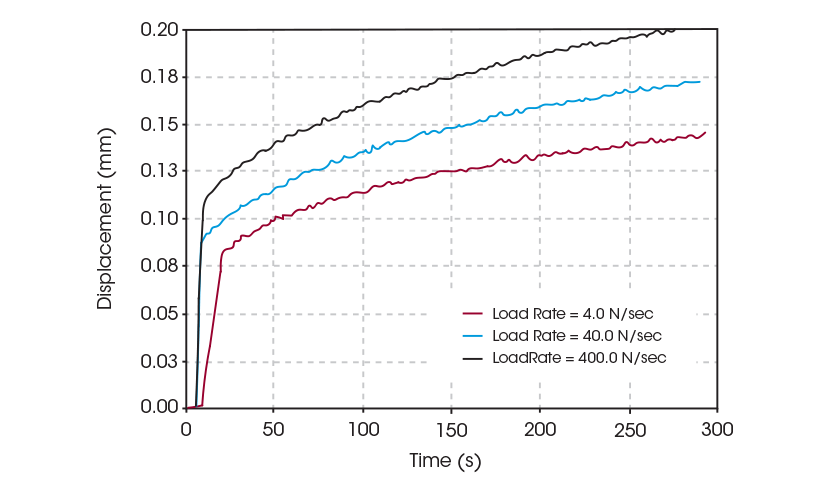 0.20
0.18
0.15
0.13
0.10
0.08
0.05
0.03
0.00
Displacement (mm)
Load Rate = 4.0 N/sec
Load Rate = 40.0 N/sec
LoadRate = 400.0 N/sec
0 50 100 150 200 250 300
Time (s)